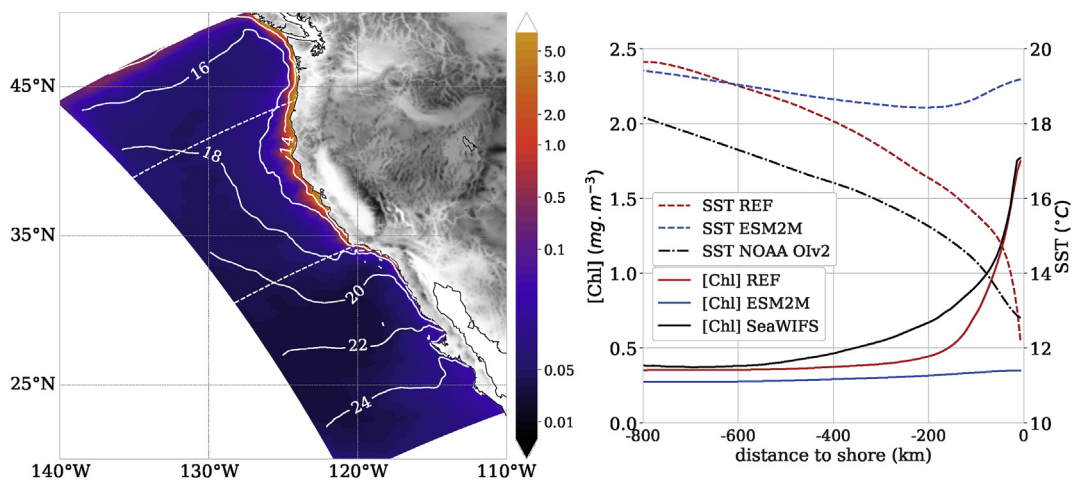 45°N
35°N
25°N
140°W
130°W
120°W
110°W
16
14
18
20
22
24
5.0
3.0
2.0
1.0
0.5
0.1
0.05
0.01
2.5
2.0
1.5
1.0
0.5
0.0
[Chl] (mg. m⁻³)
SST REF
SST ESM2M
SST NOAA OIv2
[Chl] REF
[Chl] ESM2M
[Chl] SeaWIFS
20
18
16
14
12
10
SST (°C)
-800
-600
-400
-200
0
distance to shore (km)